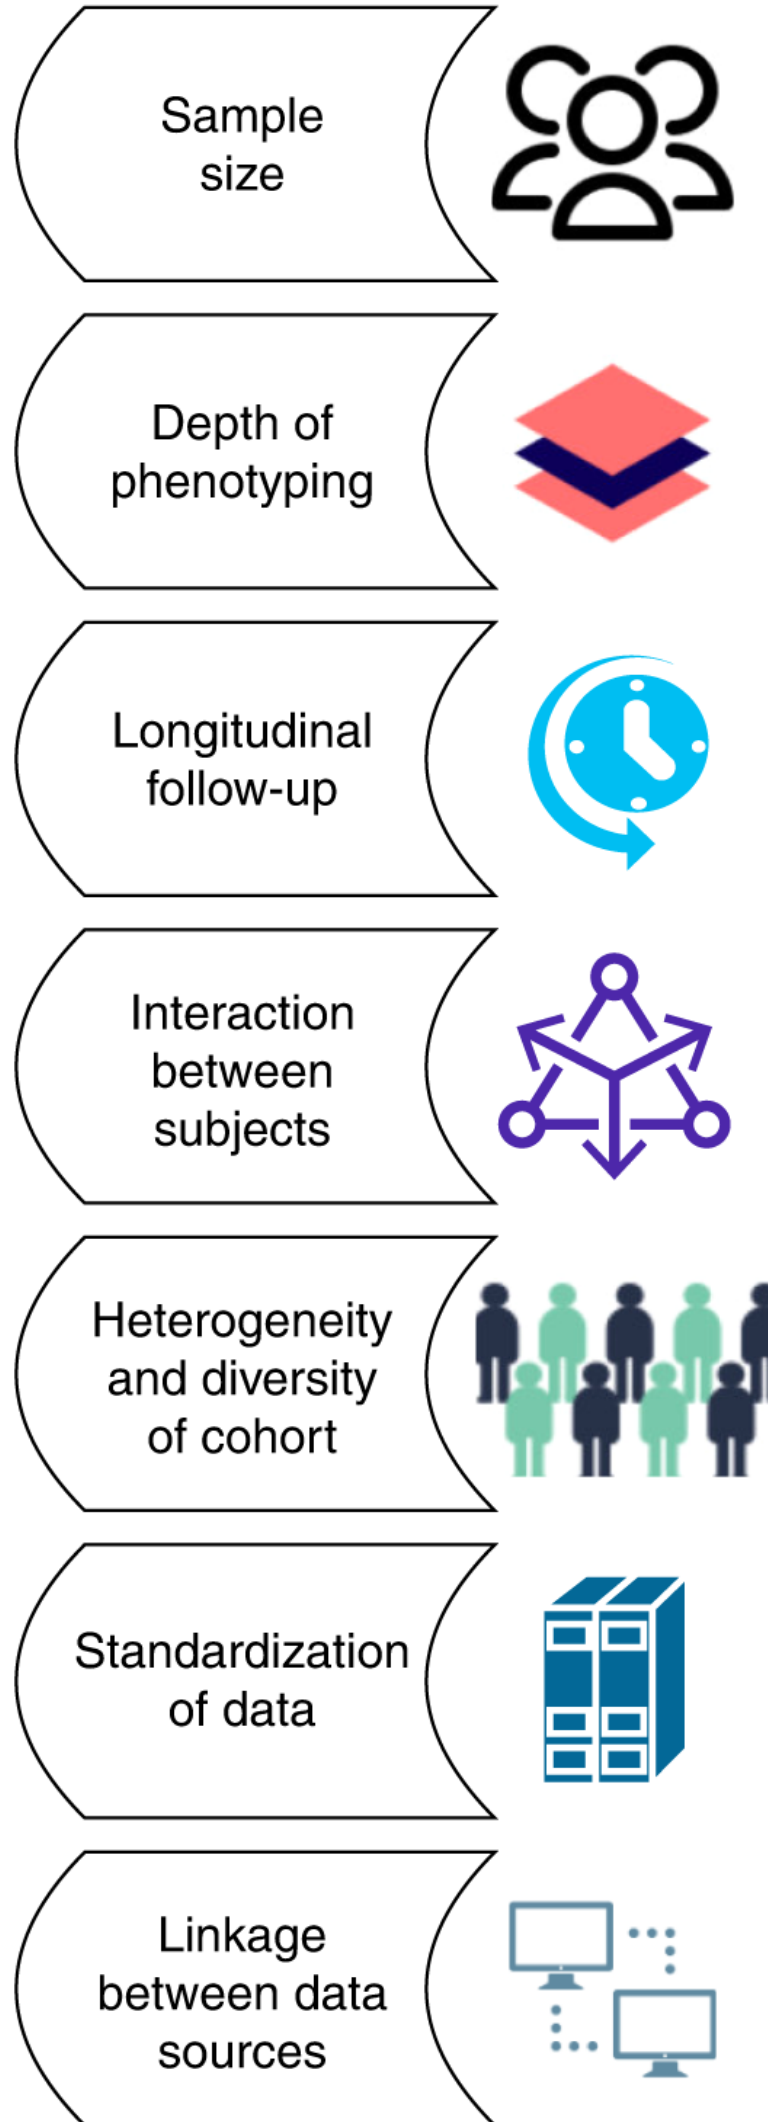 Sample
size
Depth of
phenotyping
Longitudinal
follow-up
Interaction
between
subjects
Heterogeneity
and diversity
of cohort
Standardization
of data
Linkage
between data
sources